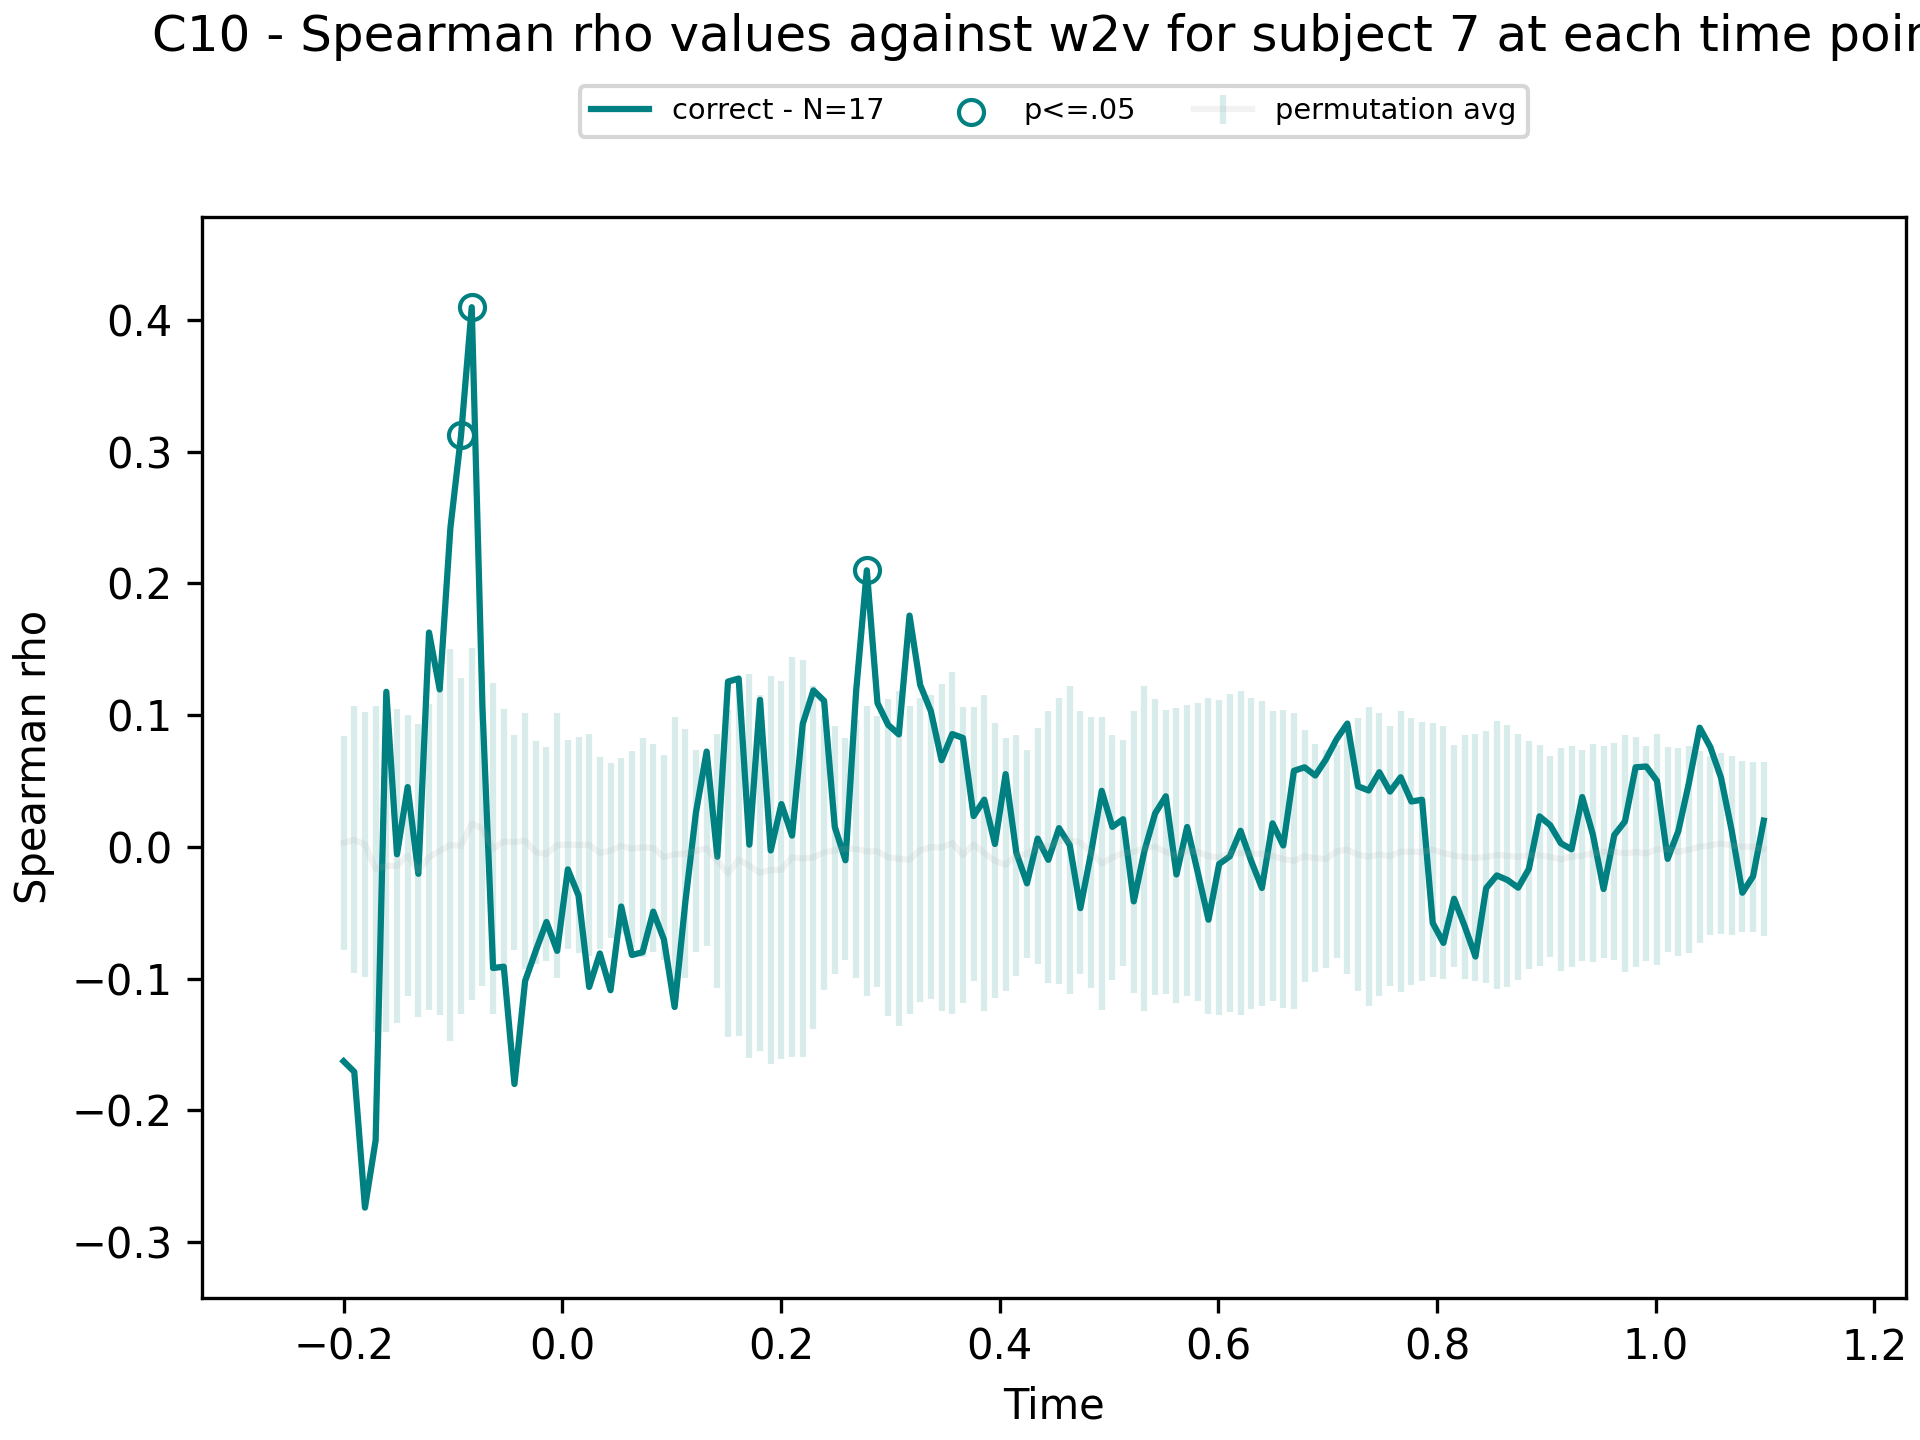 C10 - Spearman rho values against w2v for subject 7 at each time poin
correct - N=17 p<=.05 permutation avg
0.4
0.3
0.2
0.1
0.0
−0.1
−0.2
−0.3
Spearman rho
−0.2 0.0 0.2 0.4 0.6 0.8 1.0 1.2
Time